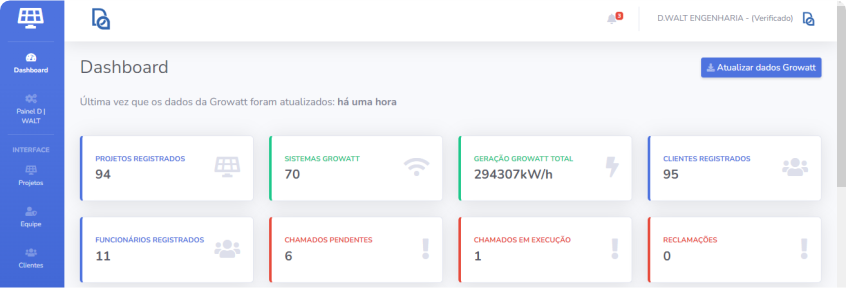 3
D.WALT ENGENHARIA - (Verificado)
Dashboard
Painel D |
WALT
INTERFACE
Projetos
Equipe
Clientes
Dashboard
Atualizar dados Growatt
Última vez que os dados da Growatt foram atualizados: há uma hora
PROJETOS REGISTRADOS
94
SISTEMAS GROWATT
70
GERAÇÃO GROWATT TOTAL
294307kW/h
CLIENTES REGISTRADOS
95
FUNCIONÁRIOS REGISTRADOS
11
CHAMADOS PENDENTES
6
CHAMADOS EM EXECUÇÃO
1
RECLAMAÇÕES
0